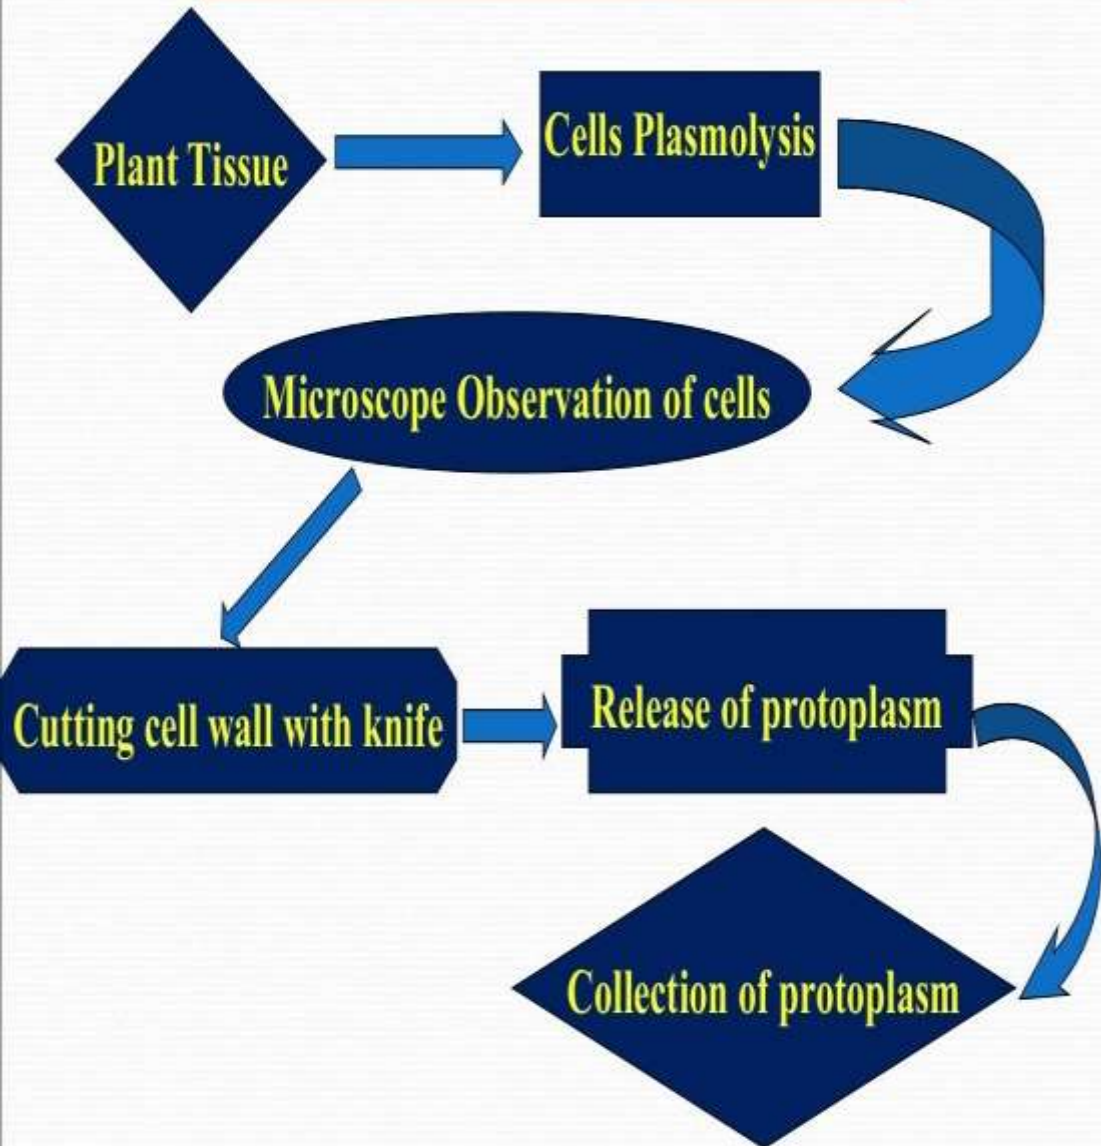 Plant Tissue
Cells Plasmolysis
Microscope Observation of cells
Cutting cell wall with knife
Release of protoplasm
Collection of protoplasm